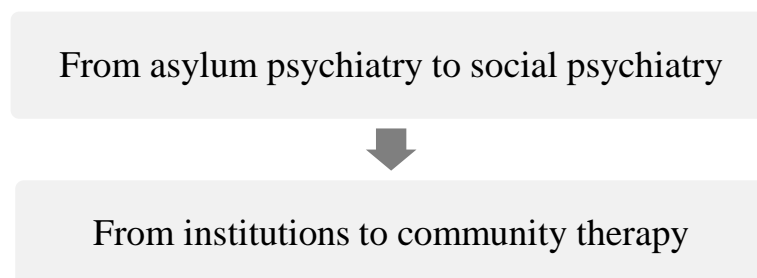 From asylum psychiatry to social psychiatry
From institutions to community therapy